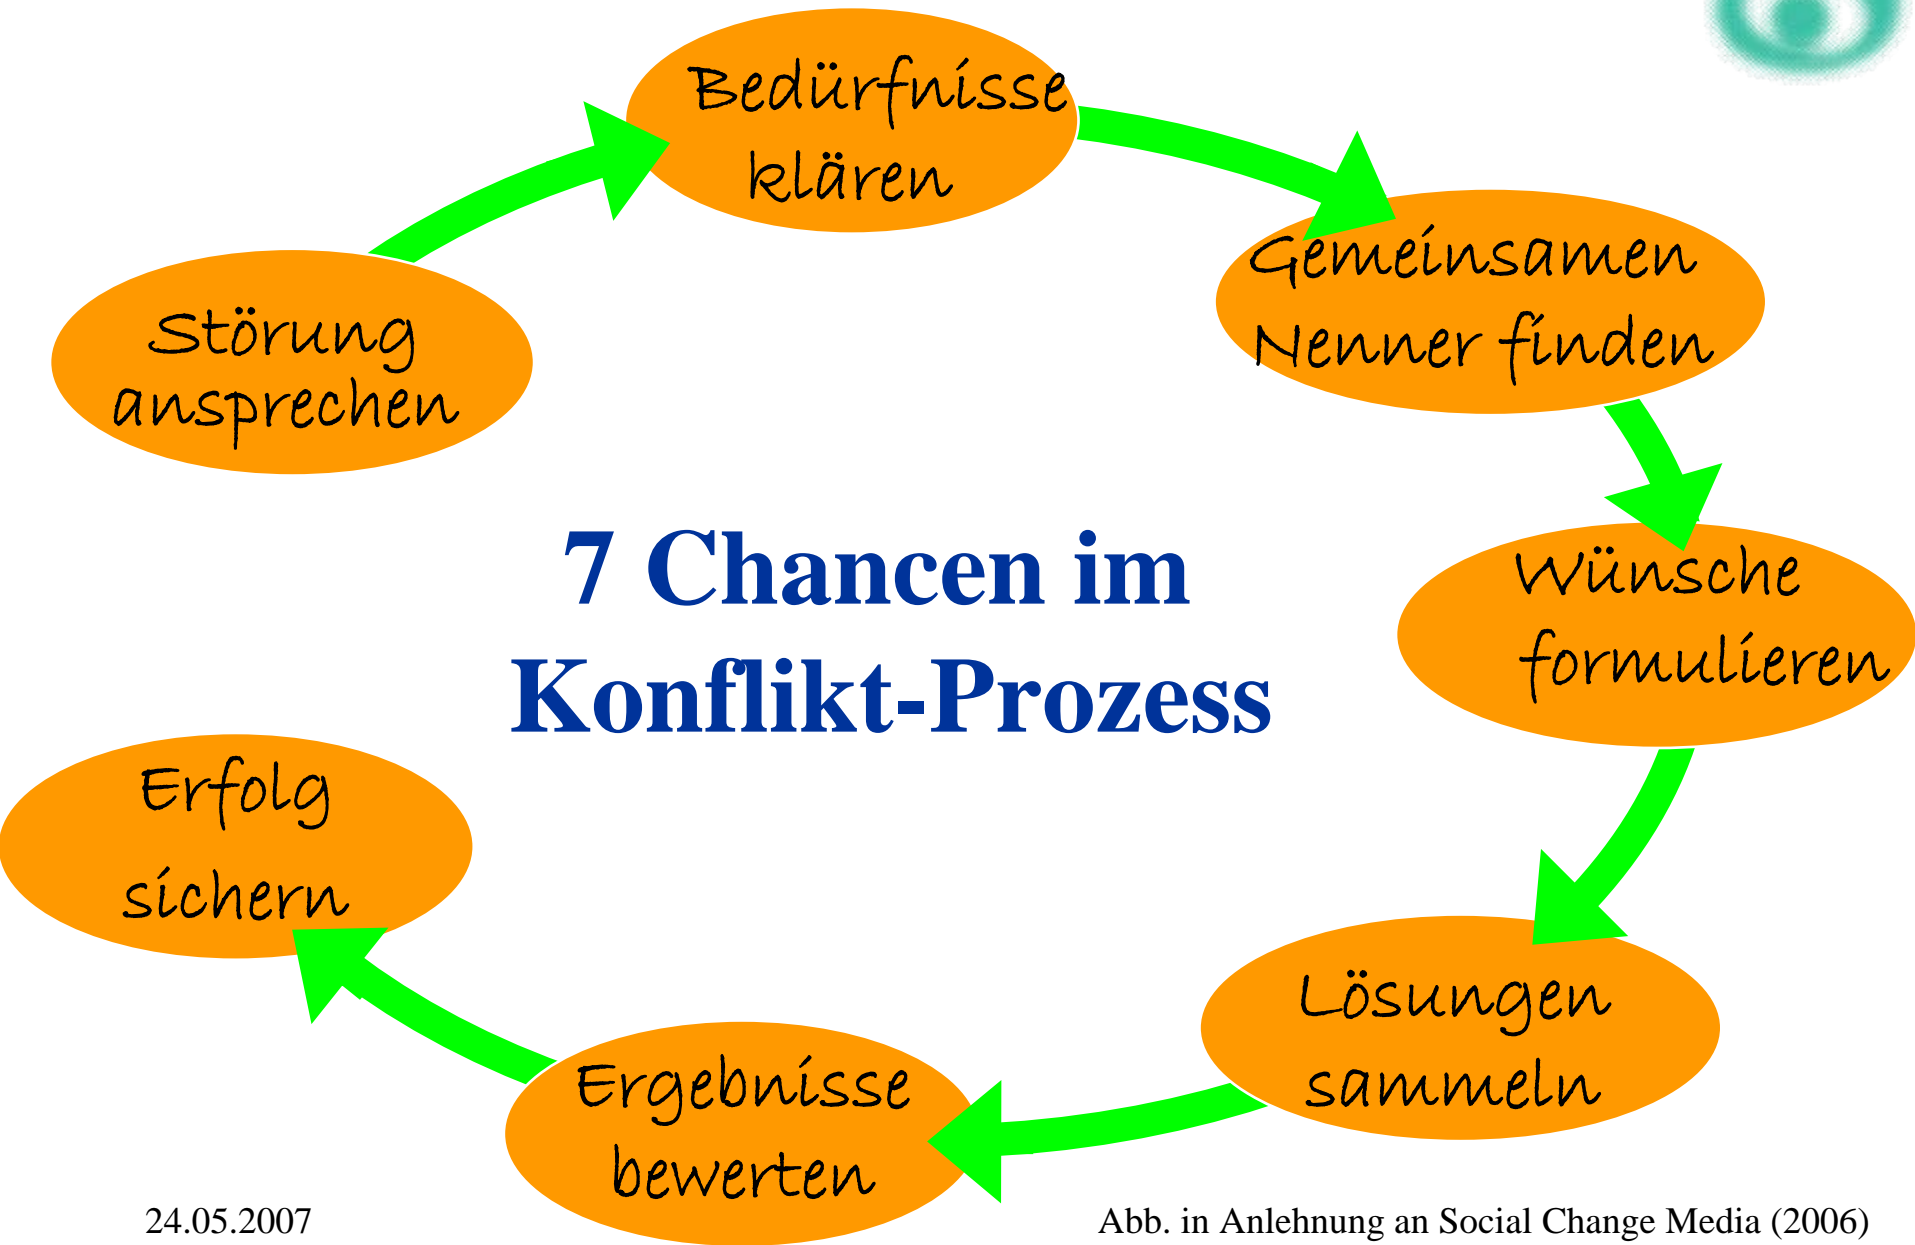 Störung
ansprechen
Bedürfnisse
klären
Gemeinsamen
Nenner finden
Wünsche
formulieren
Lösungen
sammeln
Ergebnisse
bewerten
Erfolg
sichern
7 Chancen im
Konflikt-Prozess
24.05.2007
Abb. in Anlehnung an Social Change Media (2006)